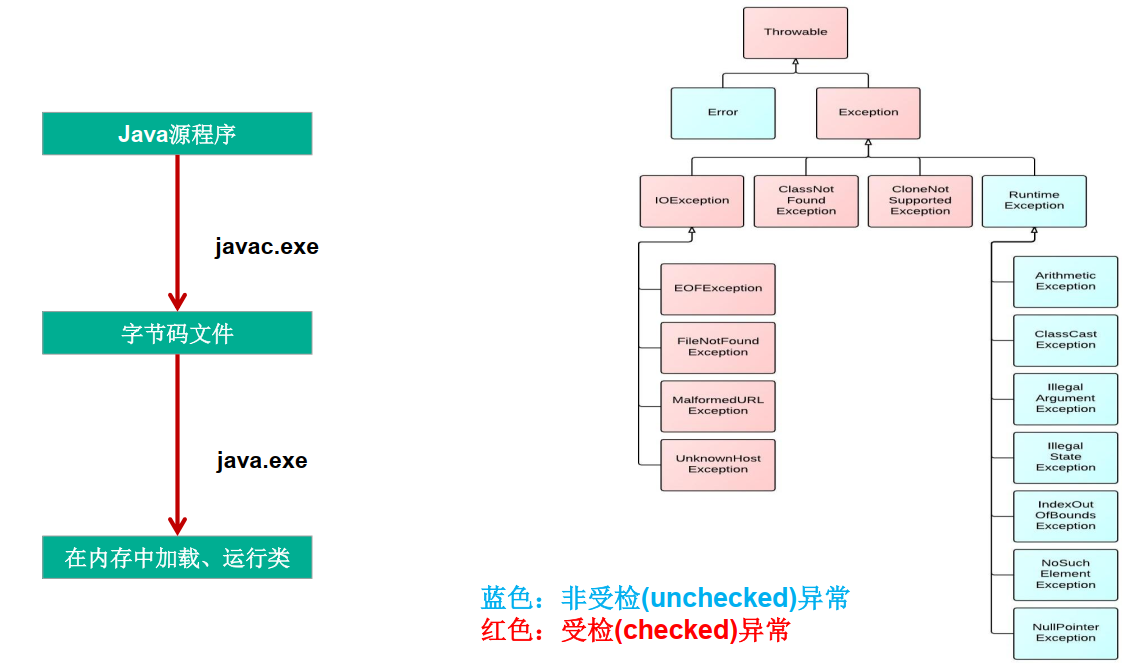 Java源程序
javac.exe
字节码文件
java.exe
在内存中加载、运行类
Throwable
Error
Exception
IOException
ClassNot
Found
Exception
CloneNot
Supported
Exception
Runtime
Exception
EOFException
FileNotFound
Exception
MalformedURL
Exception
UnknownHost
Exception
Arithmetic
Exception
ClassCast
Exception
Illegal
Argument
Exception
Illegal
State
Exception
IndexOut
OfBounds
Exception
NoSuch
Element
Exception
NullPointer
Exception
蓝色：非受检(unchecked)异常
红色：受检(checked)异常